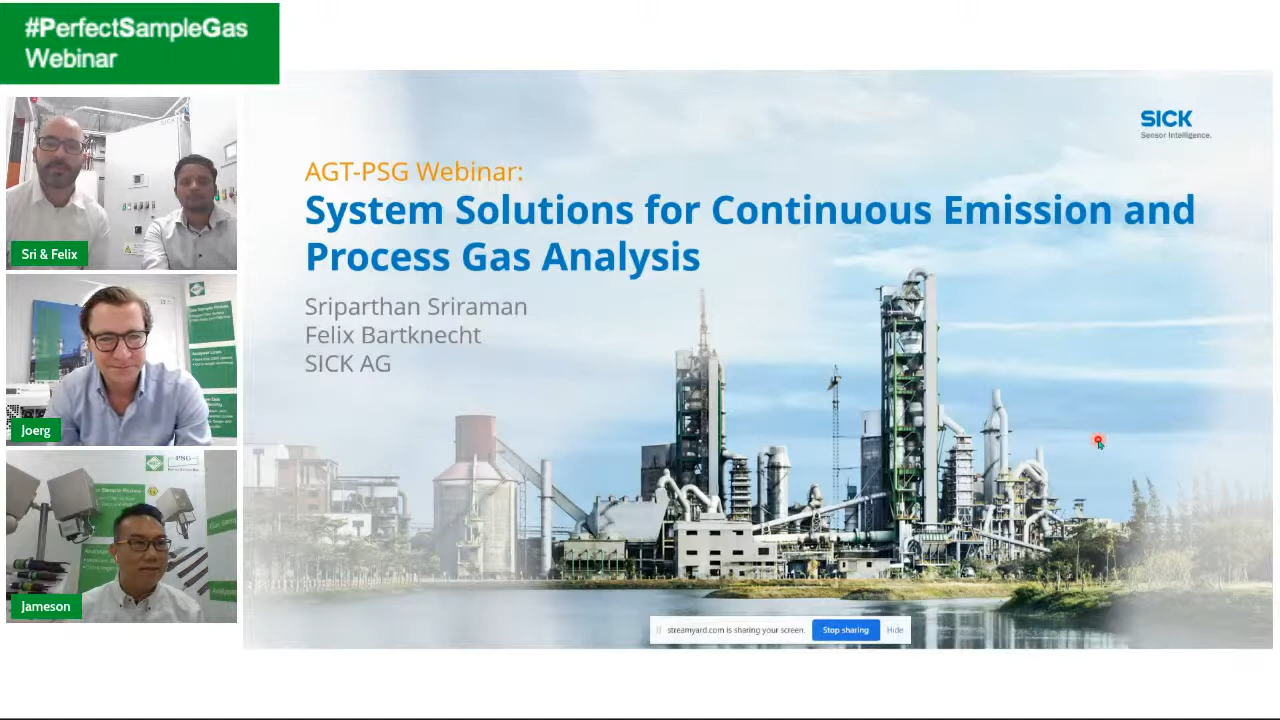 #PerfectSampleGas
Webinar
SICK
Sensor Intelligence.
AGT-PSG Webinar:
System Solutions for Continuous Emission and
Process Gas Analysis
Sriparthan Sriraman
Felix Bartknecht
SICK AG
Sri & Felix
Joerg
Jameson
streamyard.com is sharing your screen.
Stop sharing
Hide